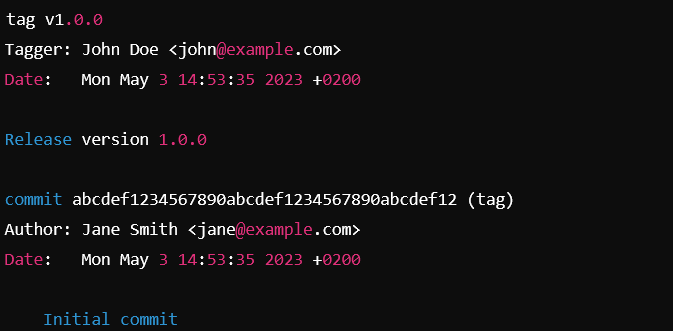 tag v1.0.0
Tagger: John Doe <john@example.com>
Date:   Mon May 3 14:53:35 2023 +0200

Release version 1.0.0

commit abcdef1234567890abcdef1234567890abcdef12 (tag)
Author: Jane Smith <jane@example.com>
Date:   Mon May 3 14:53:35 2023 +0200

    Initial commit